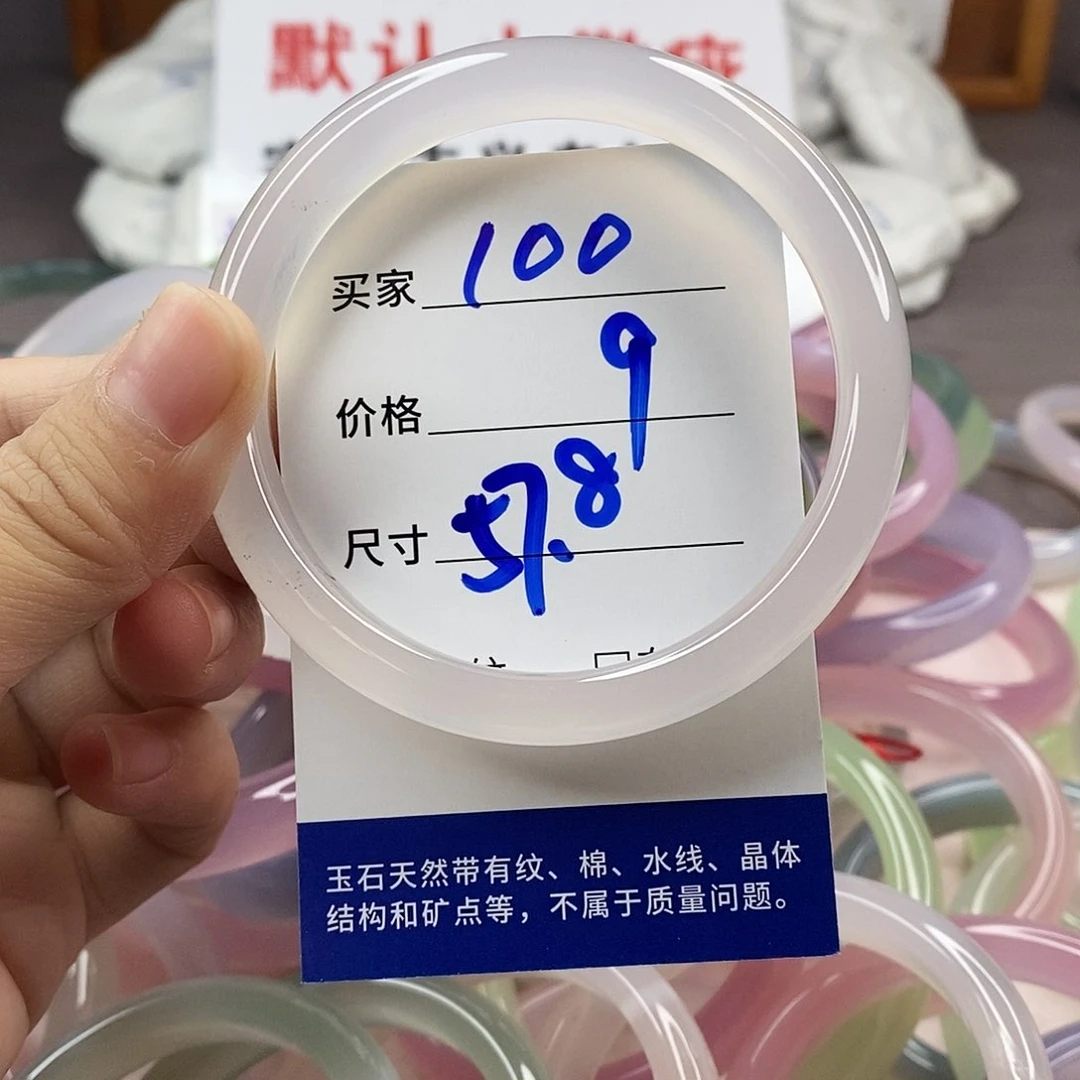 默认
买家 100
价格 9
尺寸 57.8
玉石天然带有纹、棉、水线、晶体
结构和矿点等，不属于质量问题。